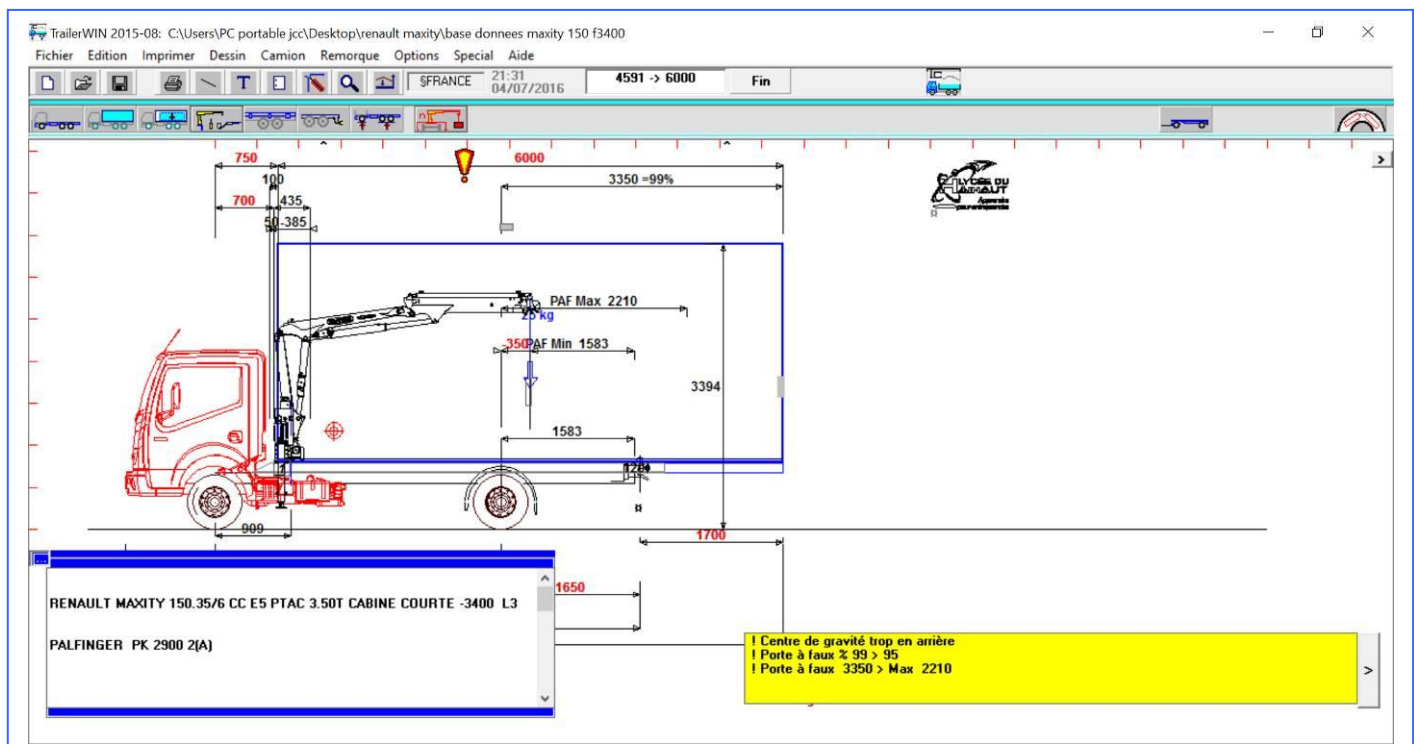 TrailerWIN 2015-08: C:\Users\PC portable jcc\Desktop\renault maxity\base donnees maxity 150 f3400
Fichier Edition Imprimer Dessin Camion Remorque Options Special Aide
T
§FRANCE
21:31
04/07/2016
4591 -> 6000
Fin
750
6000
100
3350 =99%
700
435
50
-385
LYCÉE DU
HAINAUT
PAF Max 2210
25 kg
-350
PAF Min 1583
3394
1583
909
1700
1650
RENAULT MAXITY 150.35/6 CC E5 PTAC 3.50T CABINE COURTE -3400 L3
PALFINGER PK 2900 2(A)
! Centre de gravité trop en arrière
! Porte à faux % 99 > 95
! Porte à faux 3350 > Max 2210
>